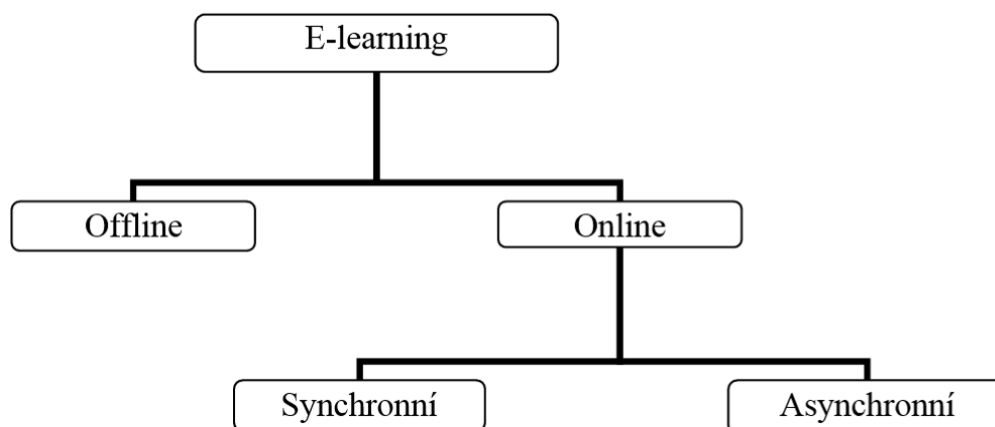 E-learning
Offline
Online
Synchronní
Asynchronní